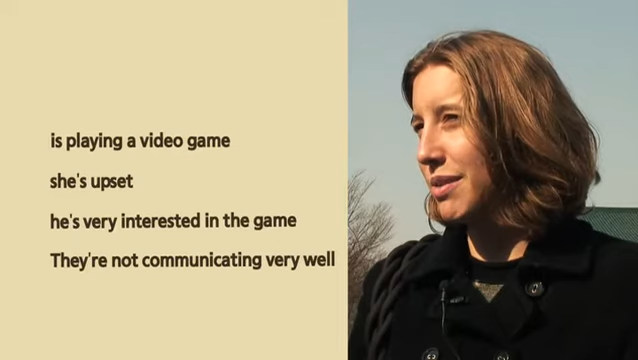 is playing a video game
she's upset
he's very interested in the game
They're not communicating very well